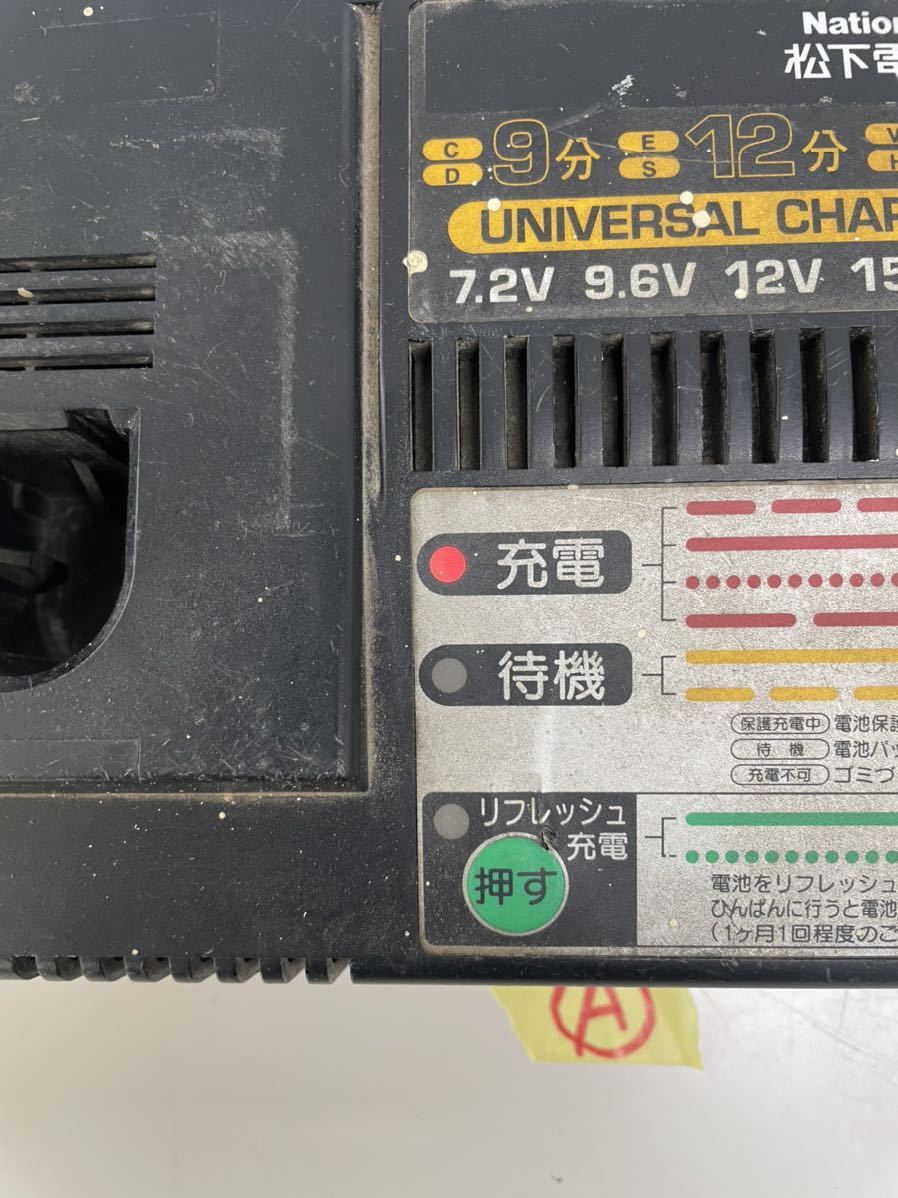 National
松下電
C D 9分 E S 12分
UNIVERSAL CHAR
7.2V 9.6V 12V 15
充電
待機
保護充電中 電池保護
待機 電池パッ
充電不可 ゴミづ
リフレッシュ
充電
押す
電池をリフレッシュ
ひんぱんに行うと電池
(1ヶ月1回程度のご
A